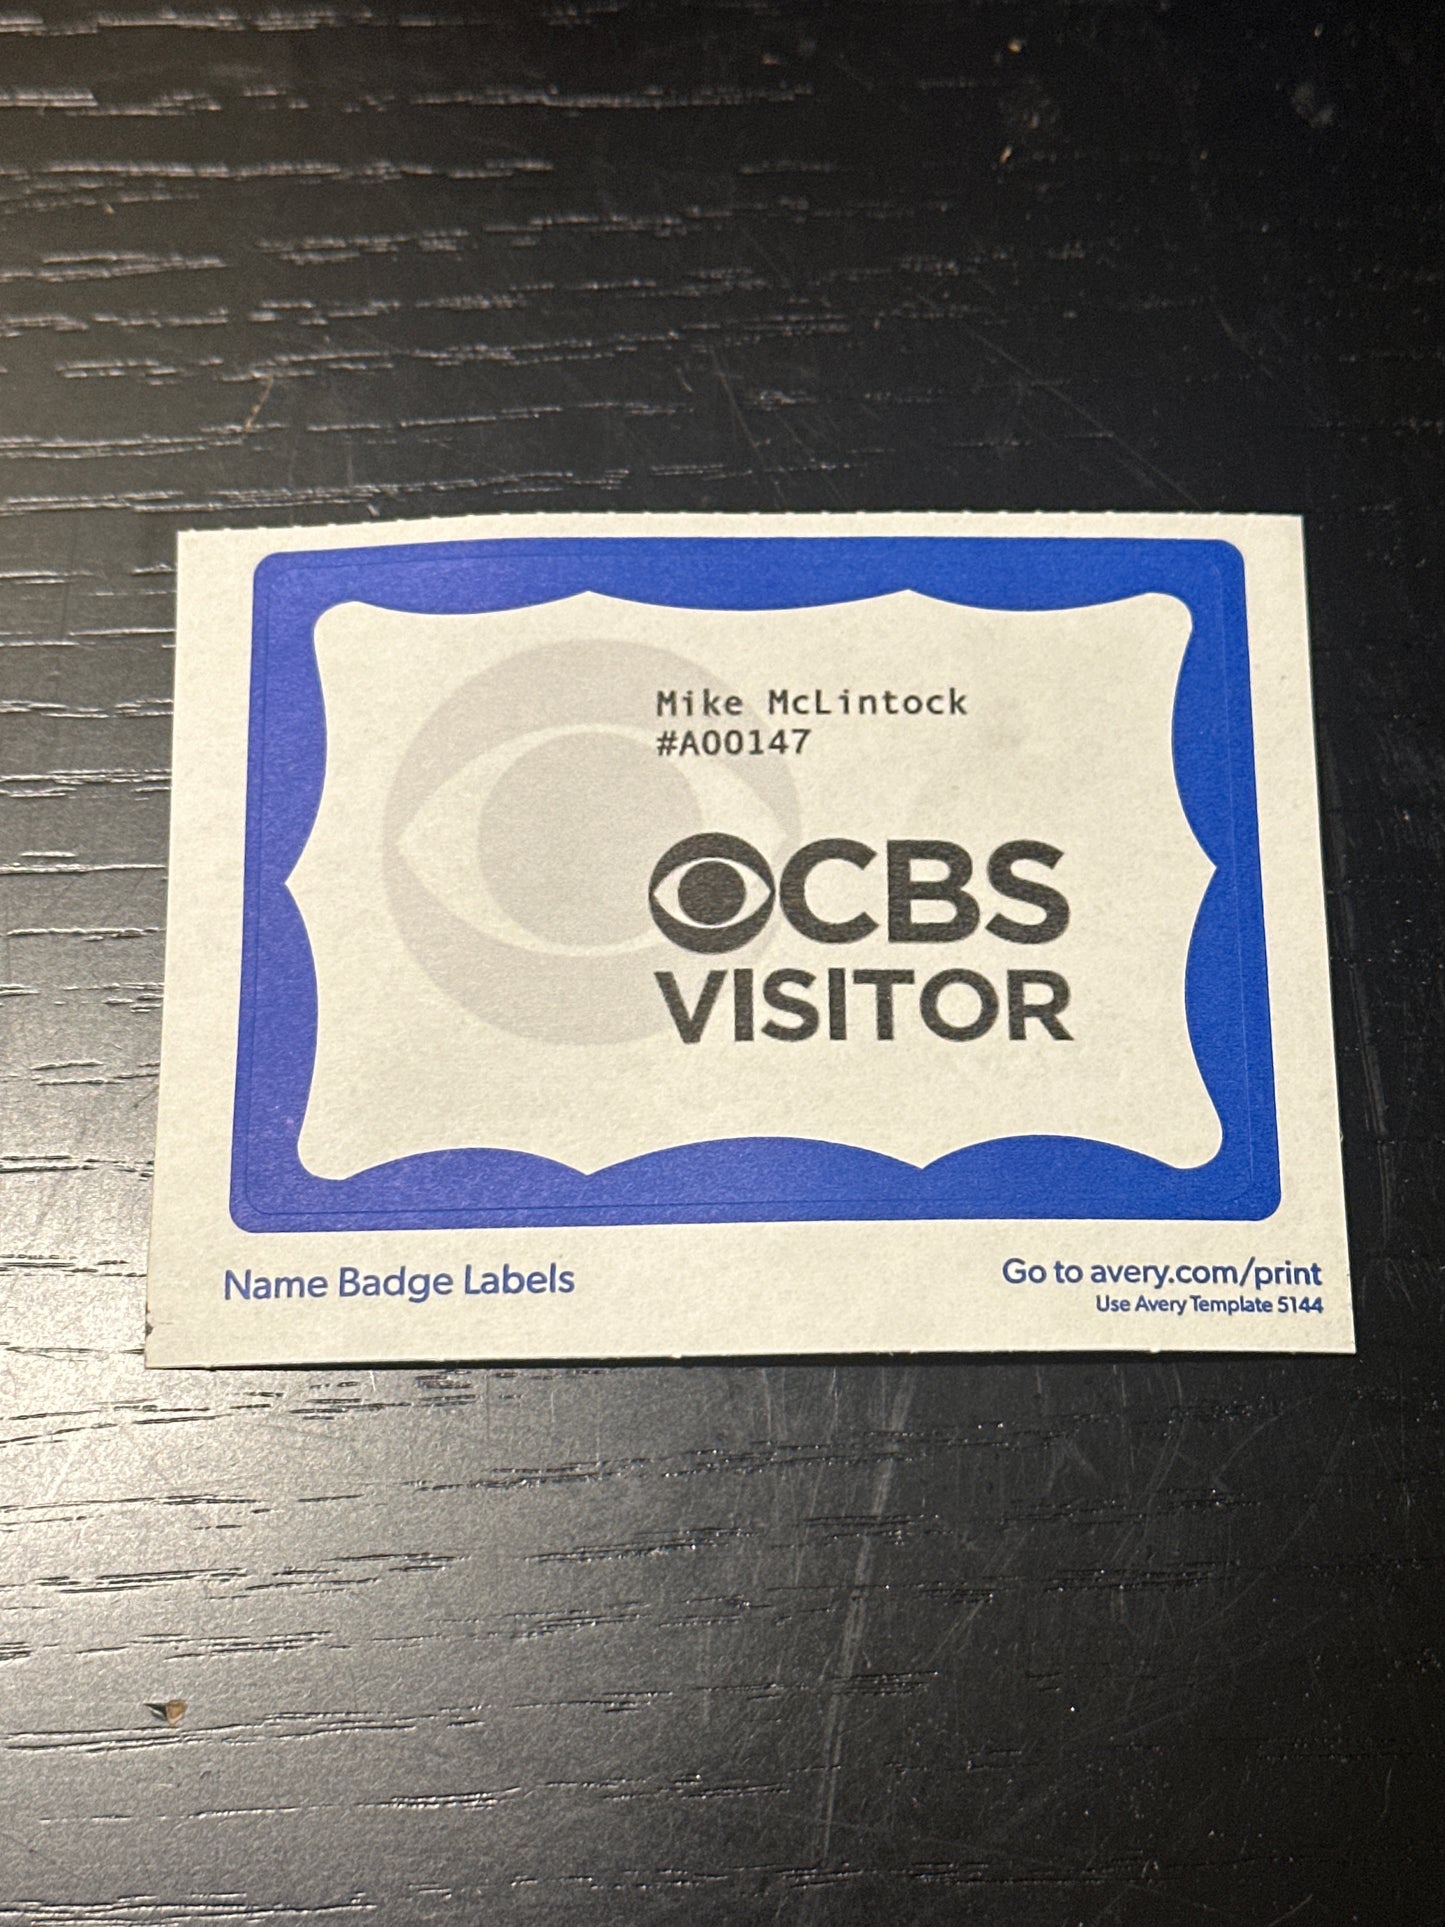 Mike McLintock
#A00147
CBS
VISITOR
Name Badge Labels
Go to avery.com/print
Use Avery Template 5144